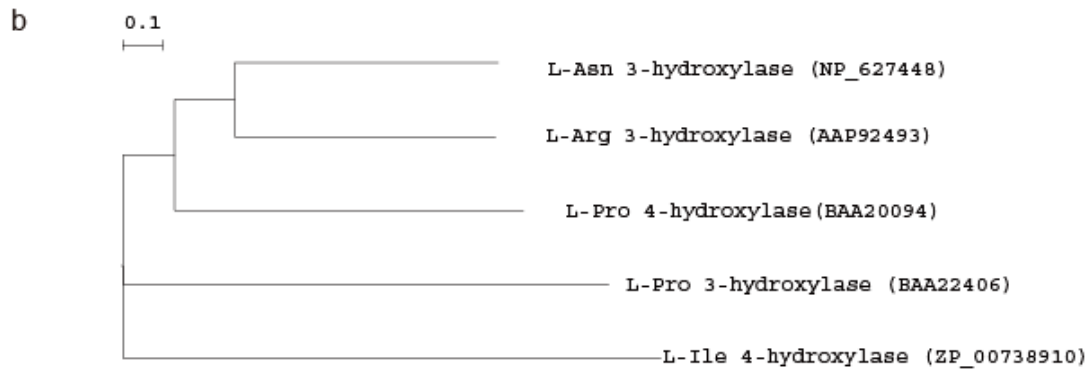 b
0.1
L-Asn 3-hydroxylase (NP_627448)
L-Arg 3-hydroxylase (AAP92493)
L-Pro 4-hydroxylase(BAA20094)
L-Pro 3-hydroxylase (BAA22406)
L-Ile 4-hydroxylase (ZP_00738910)